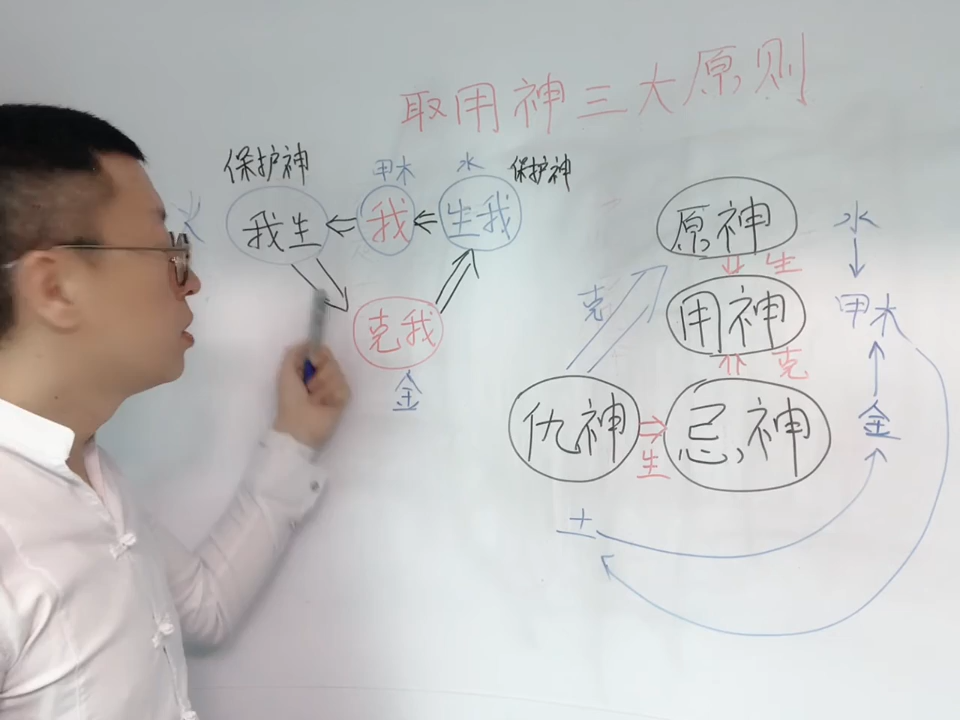 取用神三大原则
保护神
甲木
水
保护神
火
我生
我
生我
克我
金
原神
水
生
克
用神
甲木
克
仇神
生
忌神
金
土